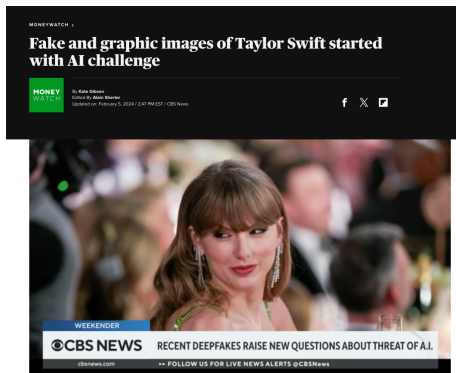 MONEYWATCH ›
Fake and graphic images of Taylor Swift started
with AI challenge
MONEY
WATCH
By Kate Gibson
Edited By Alain Sherter
Updated on: February 5, 2024 / 2:47 PM EST / CBS News
WEEKENDER
CBS NEWS
RECENT DEEPFAKES RAISE NEW QUESTIONS ABOUT THREAT OF A.I.
cbsnews.com
FOLLOW US FOR LIVE NEWS ALERTS @CBSNews